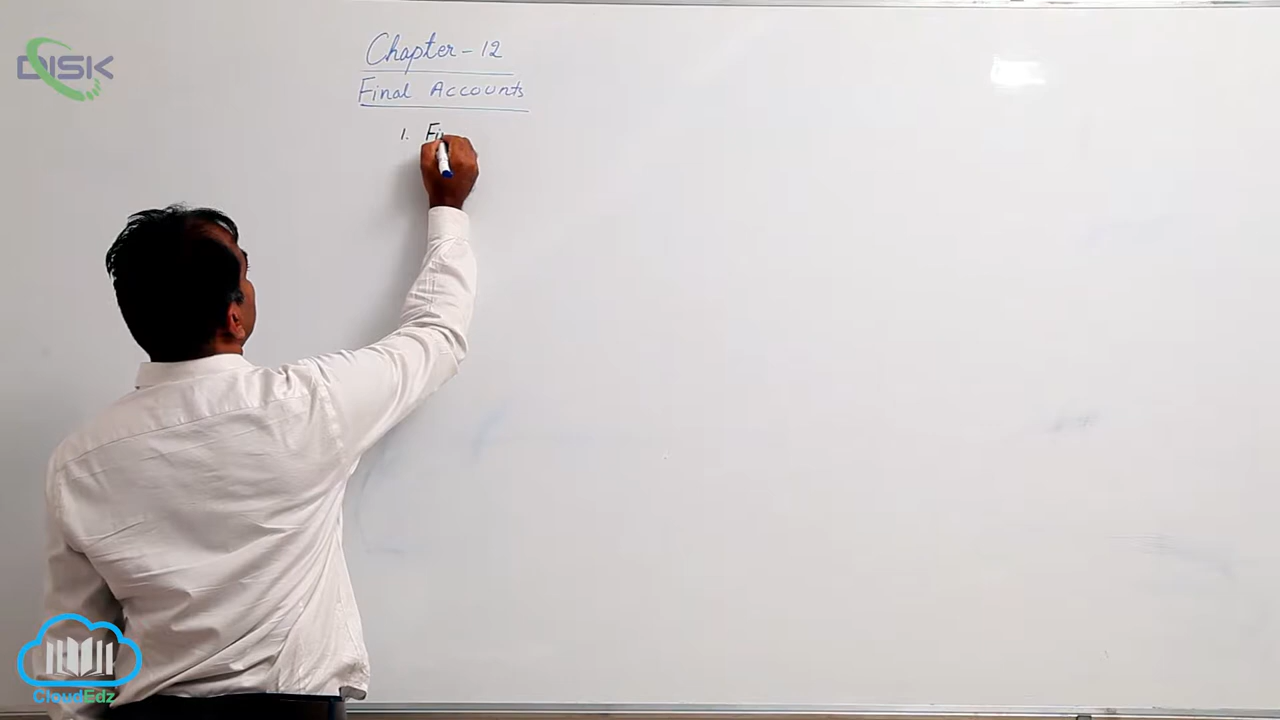 DISK
Chapter - 12
Final Accounts
1. Fi
CloudEdz